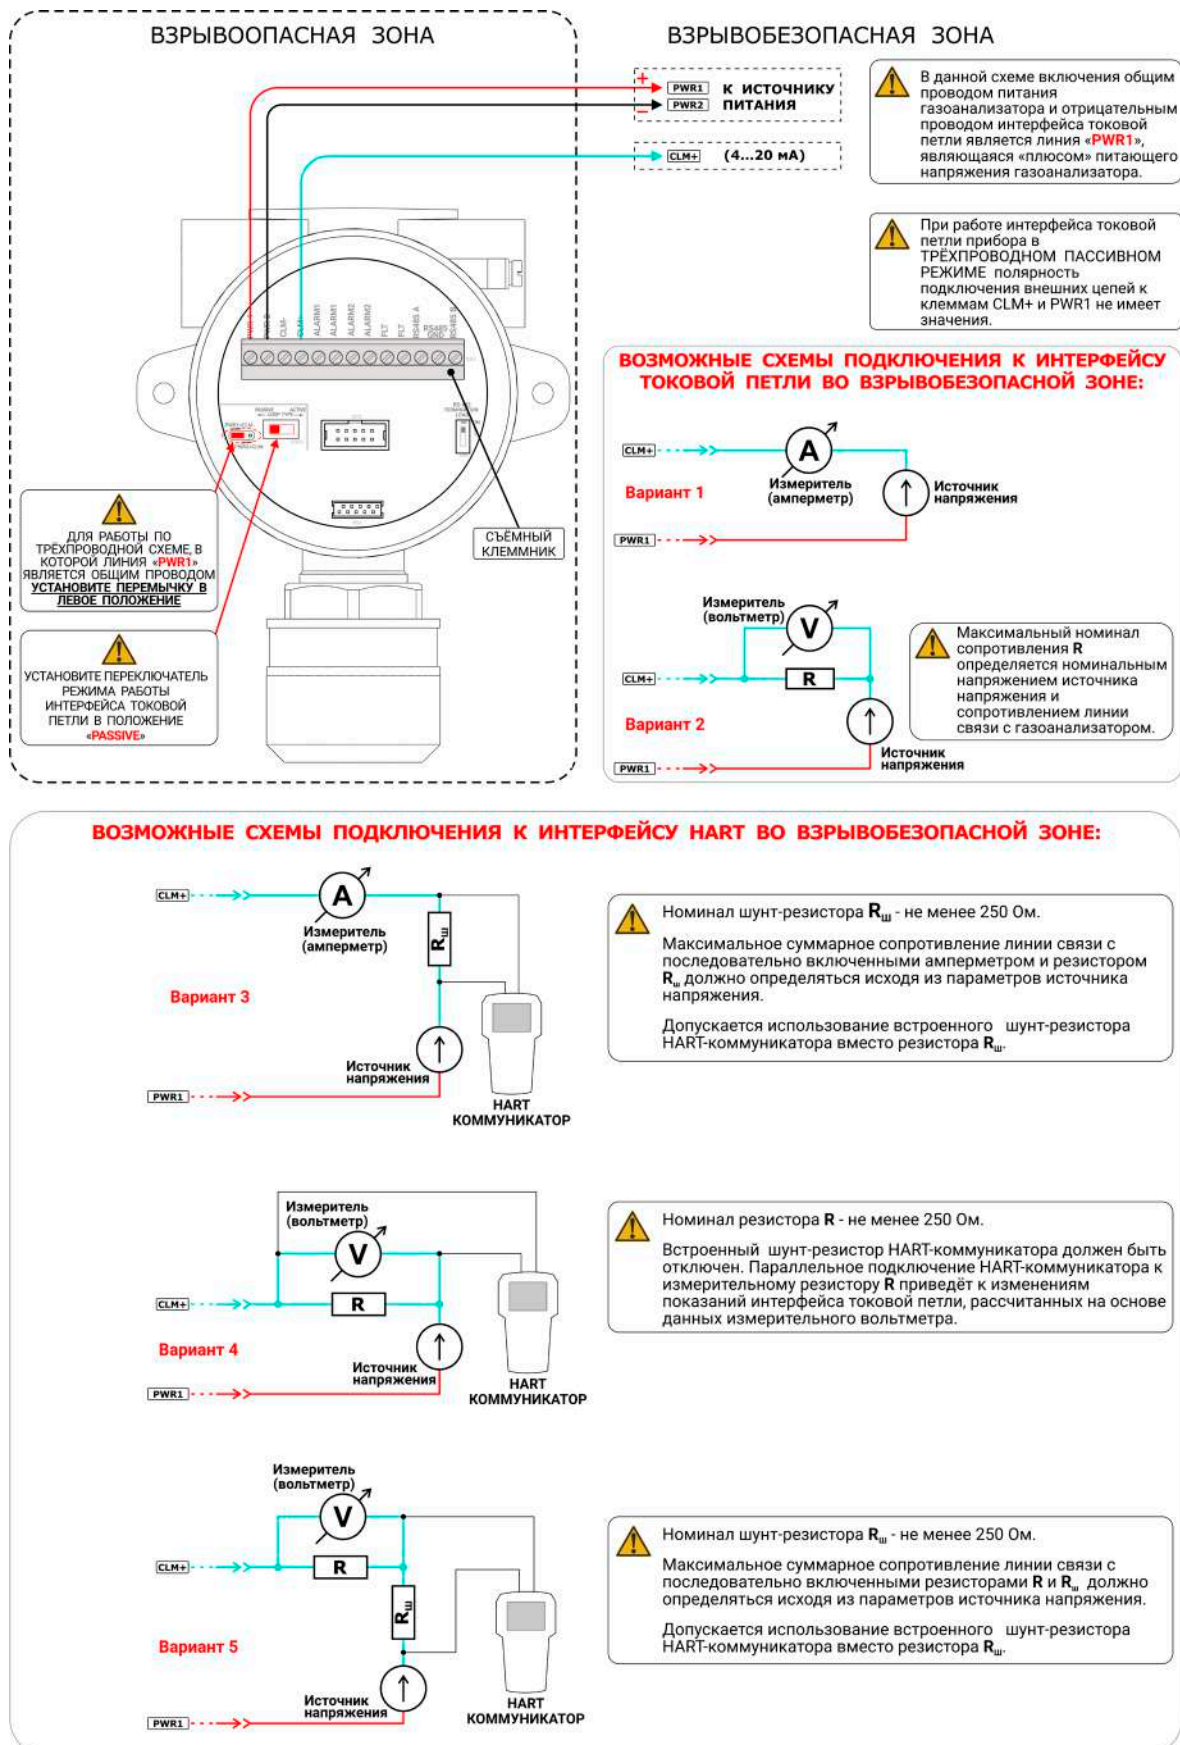 ВЗРЫВООПАСНАЯ ЗОНА
ВЗРЫВОБЕЗОПАСНАЯ ЗОНА
+
PWR1
К ИСТОЧНИКУ
PWR2
ПИТАНИЯ
−
CLM+
(4...20 мА)
В данной схеме включения общим
проводом питания
газоанализатора и отрицательным
проводом интерфейса токовой
петли является линия «PWR1»,
являющаяся «плюсом» питающего
напряжения газоанализатора.
При работе интерфейса токовой
петли прибора в
ТРЁХПРОВОДНОМ ПАССИВНОМ
РЕЖИМЕ полярность
подключения внешних цепей к
клеммам CLM+ и PWR1 не имеет
значения.
PWR 1
PWR 2
CLM-
CLM+
ALARM1
ALARM1
ALARM2
ALARM2
FLT
FLT
RS485 A
RS485 B
PASSIVE
ACTIVE
LOOP TYPE
СЪЁМНЫЙ
КЛЕММНИК
ДЛЯ РАБОТЫ ПО
ТРЁХПРОВОДНОЙ СХЕМЕ, В
КОТОРОЙ ЛИНИЯ «PWR1»
ЯВЛЯЕТСЯ ОБЩИМ ПРОВОДОМ
УСТАНОВИТЕ ПЕРЕМЫЧКУ В
ЛЕВОЕ ПОЛОЖЕНИЕ
УСТАНОВИТЕ ПЕРЕКЛЮЧАТЕЛЬ
РЕЖИМА РАБОТЫ
ИНТЕРФЕЙСА ТОКОВОЙ
ПЕТЛИ В ПОЛОЖЕНИЕ
«PASSIVE»
ВОЗМОЖНЫЕ СХЕМЫ ПОДКЛЮЧЕНИЯ К ИНТЕРФЕЙСУ
ТОКОВОЙ ПЕТЛИ ВО ВЗРЫВОБЕЗОПАСНОЙ ЗОНЕ:
CLM+
A
Измеритель
(амперметр)
Источник
напряжения
Вариант 1
PWR1
Измеритель
(вольтметр)
V
CLM+
R
Вариант 2
Источник
напряжения
PWR1
Максимальный номинал
сопротивления R
определяется номинальным
напряжением источника
напряжения и
сопротивлением линии
связи с газоанализатором.
ВОЗМОЖНЫЕ СХЕМЫ ПОДКЛЮЧЕНИЯ К ИНТЕРФЕЙСУ HART ВО ВЗРЫВОБЕЗОПАСНОЙ ЗОНЕ:
CLM+
A
Измеритель
(амперметр)
Rш
Вариант 3
Источник
напряжения
PWR1
HART
КОММУНИКАТОР
Номинал шунт-резистора Rш - не менее 250 Ом.
Максимальное суммарное сопротивление линии связи с
последовательно включенными амперметром и резистором
Rш должно определяться исходя из параметров источника
напряжения.
Допускается использование встроенного шунт-резистора
HART-коммуникатора вместо резистора Rш.
Измеритель
(вольтметр)
V
CLM+
R
Вариант 4
Источник
напряжения
PWR1
HART
КОММУНИКАТОР
Номинал резистора R - не менее 250 Ом.
Встроенный шунт-резистор HART-коммуникатора должен быть
отключен. Параллельное подключение HART-коммуникатора к
измерительному резистору R приведёт к изменениям
показаний интерфейса токовой петли, рассчитанных на основе
данных измерительного вольтметра.
Измеритель
(вольтметр)
V
CLM+
R
Rш
Вариант 5
Источник
напряжения
PWR1
HART
КОММУНИКАТОР
Номинал шунт-резистора Rш - не менее 250 Ом.
Максимальное суммарное сопротивление линии связи с
последовательно включенными резисторами R и Rш должно
определяться исходя из параметров источника напряжения.
Допускается использование встроенного шунт-резистора
HART-коммуникатора вместо резистора Rш.